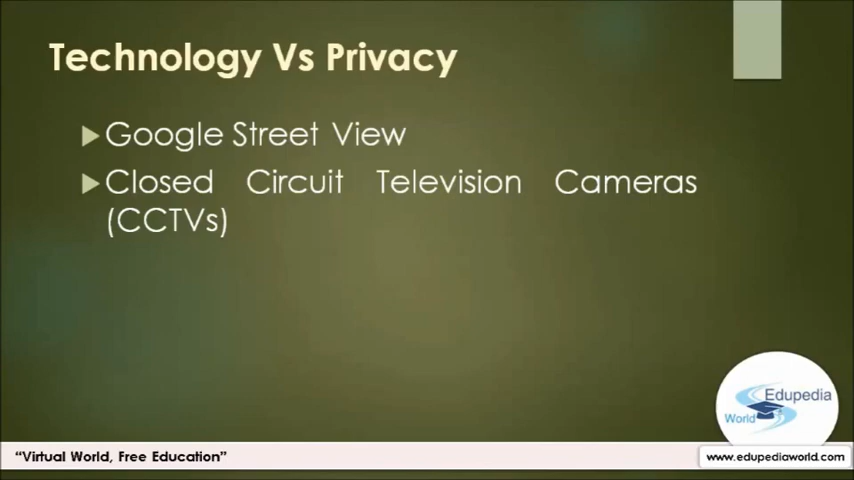 Technology Vs Privacy
Google Street View
Closed Circuit Television Cameras
(CCTVs)
Edupedia
World
“Virtual World, Free Education”
www.edupediaworld.com